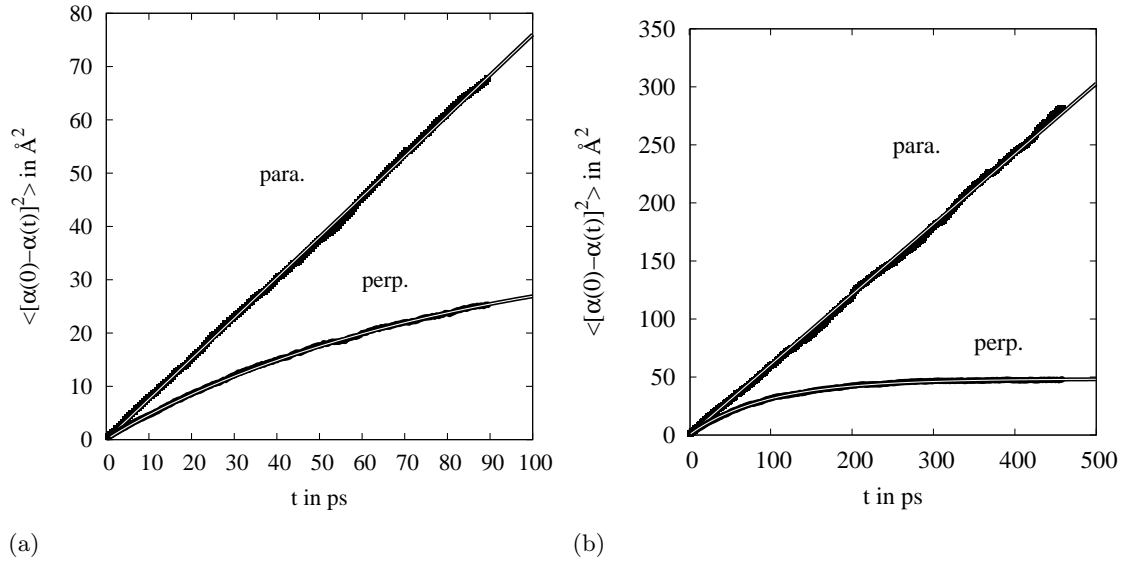 80
70
60
50
40
30
20
10
0
<[α(0)−α(t)]²> in Å²
para.
perp.
0 10 20 30 40 50 60 70 80 90 100
t in ps
(a)
350
300
250
200
150
100
50
0
<[α(0)−α(t)]²> in Å²
para.
perp.
0 100 200 300 400 500
t in ps
(b)